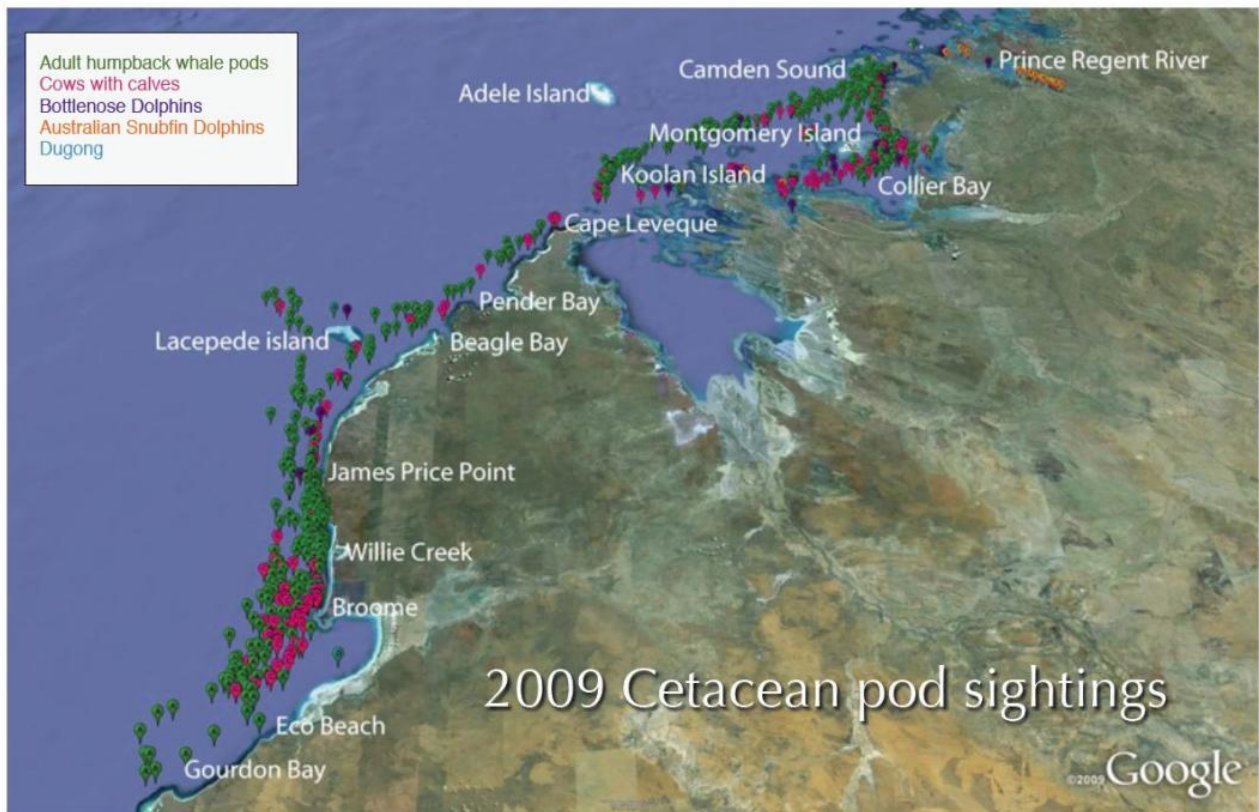 Adult humpback whale pods
Cows with calves
Bottlenose Dolphins
Australian Snubfin Dolphins
Dugong
Prince Regent River
Camden Sound
Adele Island
Montgomery Island
Koolan Island
Collier Bay
Cape Leveque
Pender Bay
Lacepede island
Beagle Bay
James Price Point
Willie Creek
Broome
2009 Cetacean pod sightings
Eco Beach
Gourdon Bay
©2009 Google